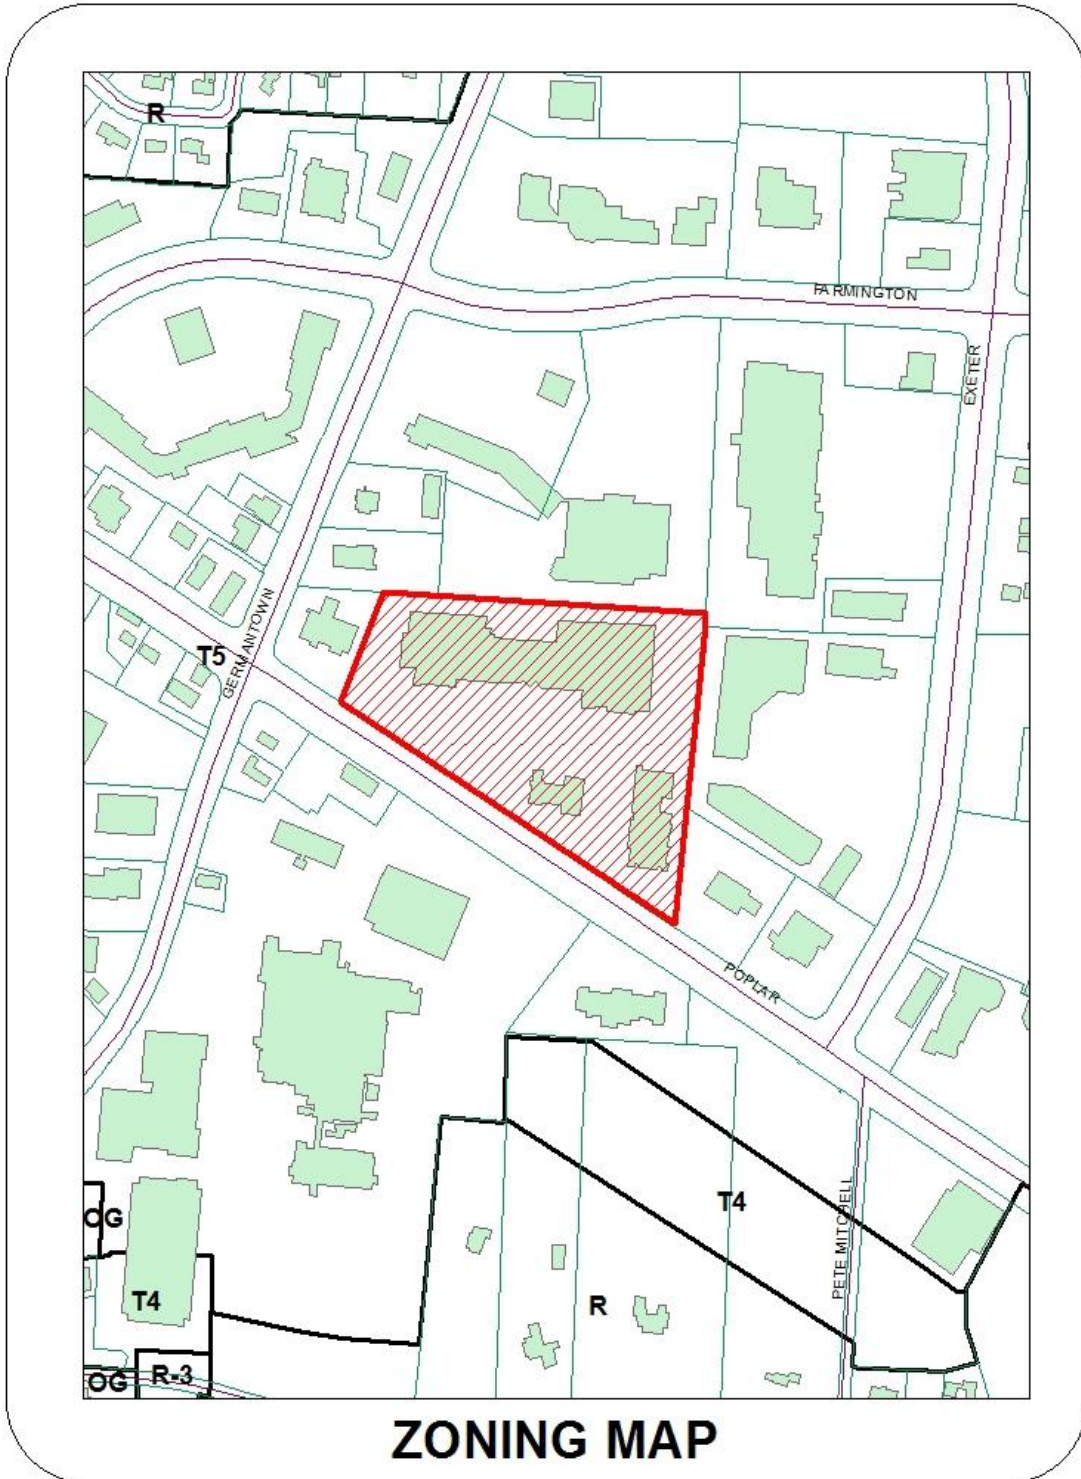 R
FARMINGTON
EXETER
GERMANTOWN
T5
POPLAR
T4
PETE MITCHELL
OG
T4
R
R-3
OG
ZONING MAP